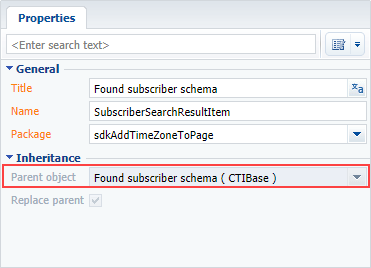 Properties
<Enter search text>
General
Title Found subscriber schema
Name SubscriberSearchResultItem
Package sdkAddTimeZoneToPage
Inheritance
Parent object Found subscriber schema ( CTIBase )
Replace parent